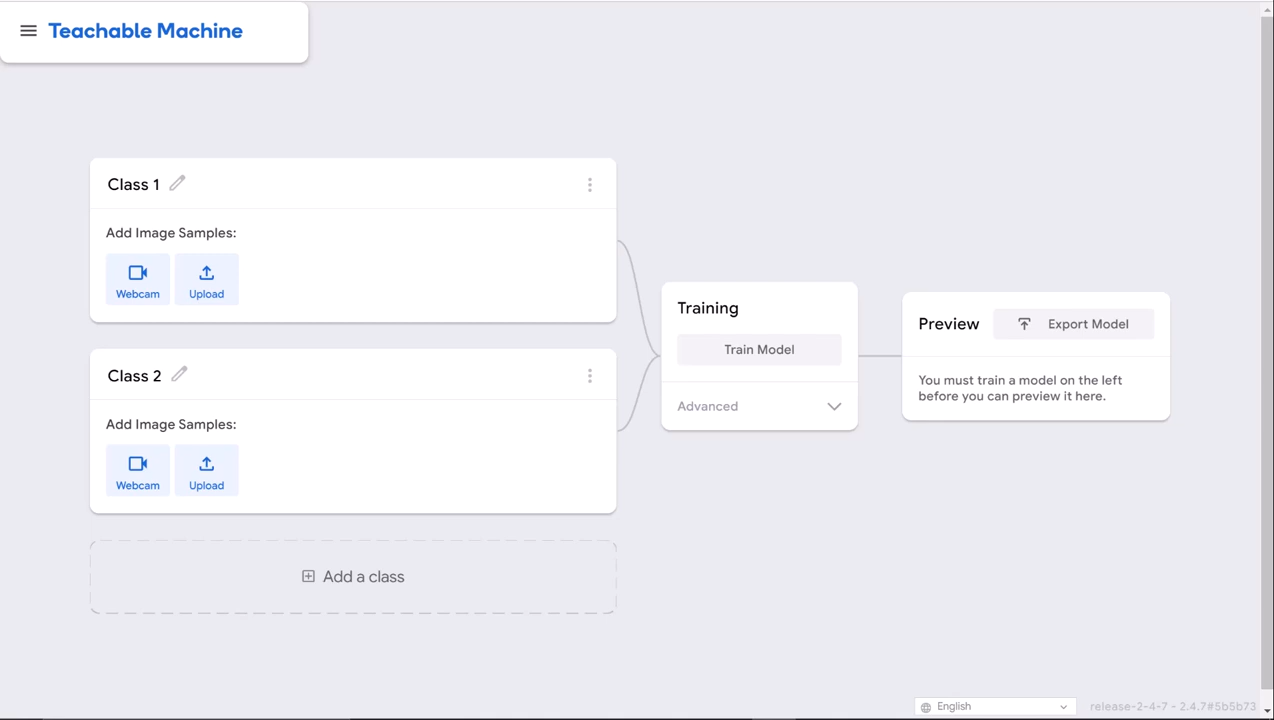 Teachable Machine
Class 1
Add Image Samples:
Webcam
Upload
Class 2
Add Image Samples:
Webcam
Upload
Add a class
Training
Train Model
Advanced
Preview
Export Model
You must train a model on the left
before you can preview it here.
English
release-2-4-7 - 2.4.7#5b5b73